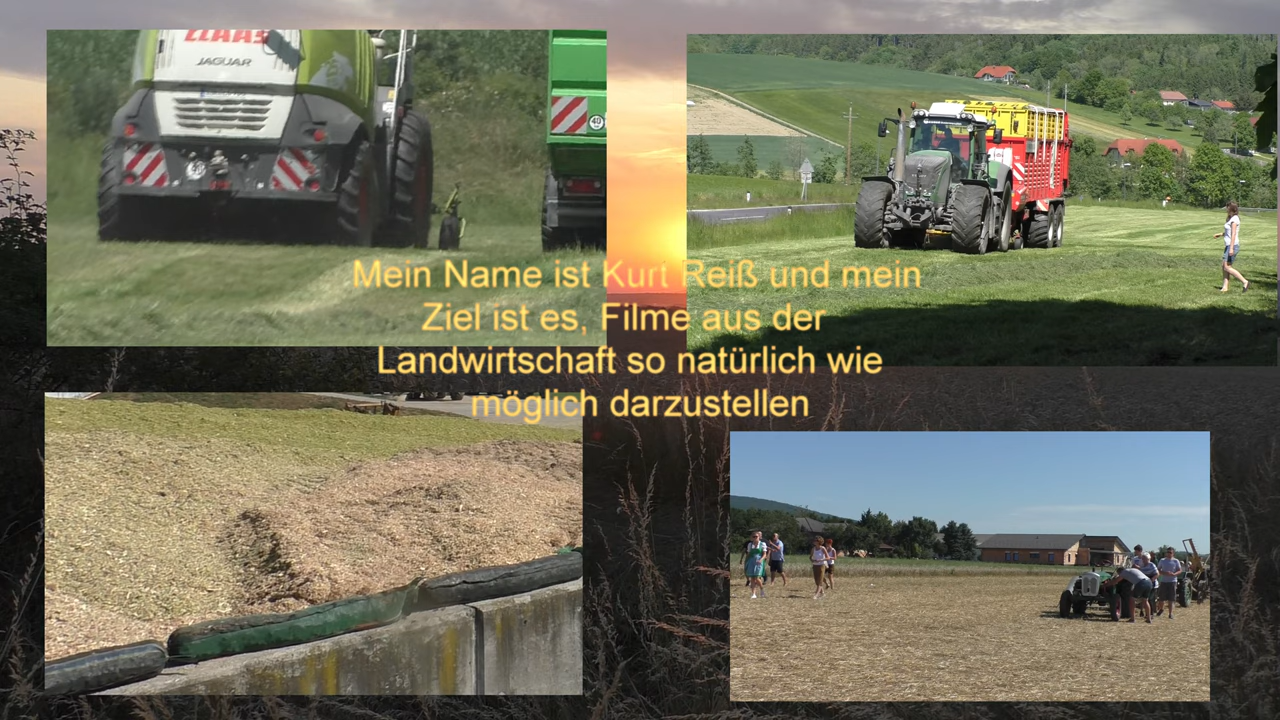 CLAAS
JAGUAR
40
Mein Name ist Kurt Reiß und mein
Ziel ist es, Filme aus der
Landwirtschaft so natürlich wie
möglich darzustellen